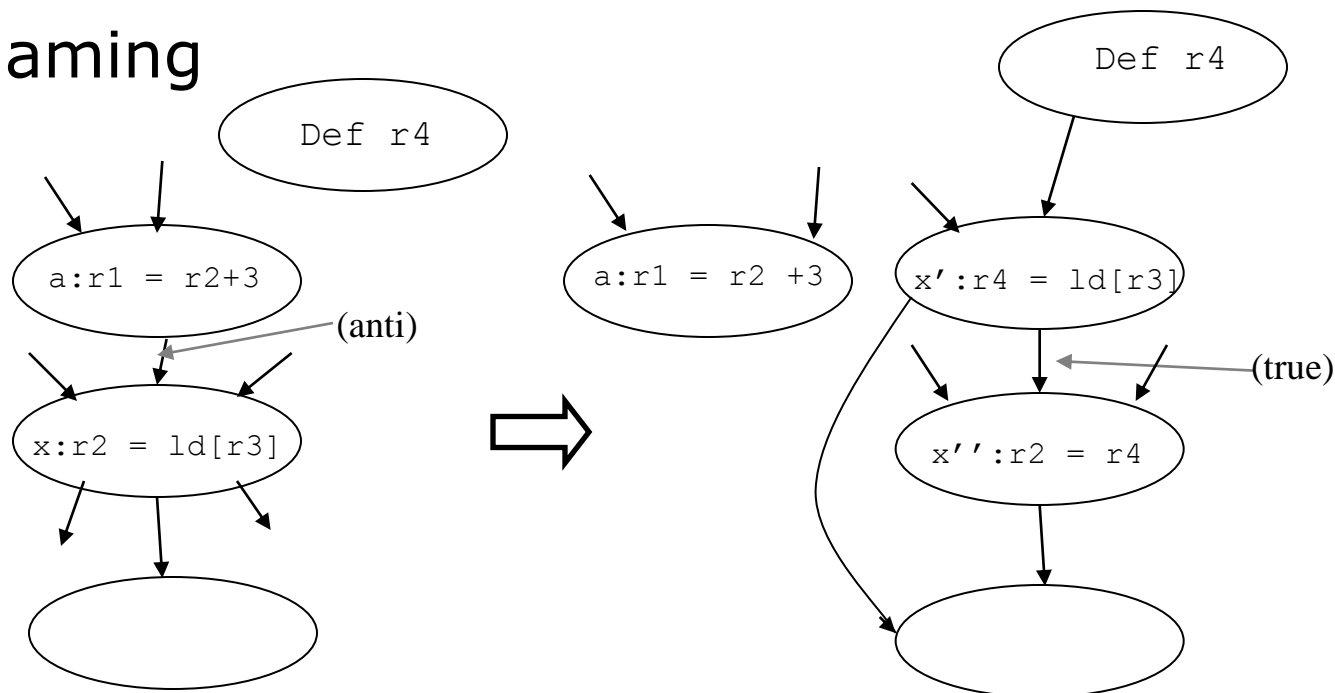 aming
Def r4
a:r1 = r2+3
(anti)
x:r2 = ld[r3]
Def r4
a:r1 = r2 +3
x':r4 = ld[r3]
(true)
x'':r2 = r4